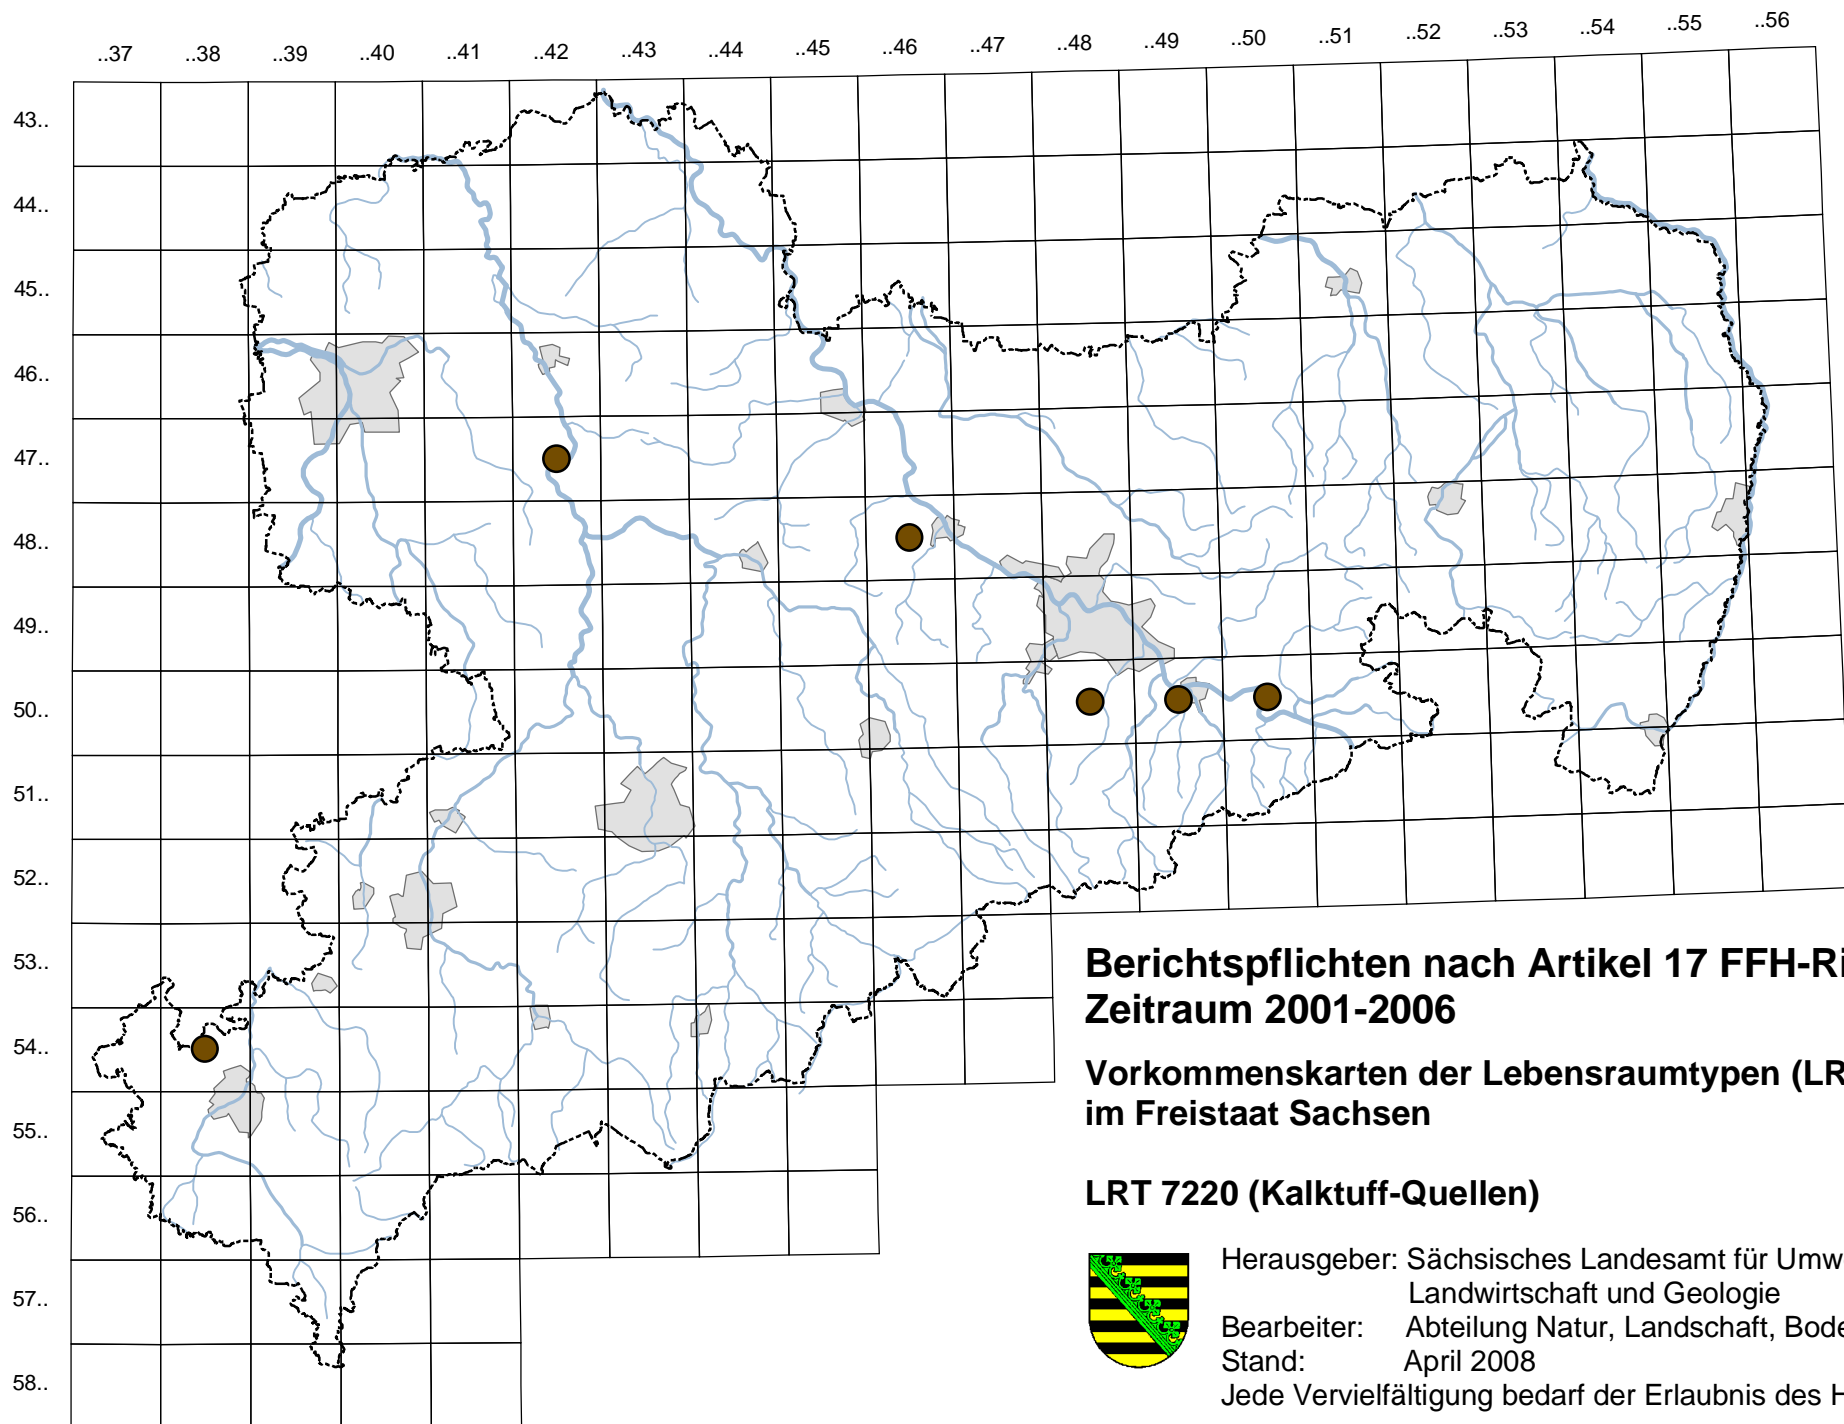 ..37 ..38 ..39 ..40 ..41 ..42 ..43 ..44 ..45 ..46 ..47 ..48 ..49 ..50 ..51 ..52 ..53 ..54 ..55 ..56
43..
44..
45..
46..
47..
48..
49..
50..
51..
52..
53..
54..
55..
56..
57..
58..
Berichtspflichten nach Artikel 17 FFH-Ri
Zeitraum 2001-2006
Vorkommenskarten der Lebensraumtypen (LR
im Freistaat Sachsen
LRT 7220 (Kalktuff-Quellen)
Herausgeber: Sächsisches Landesamt für Umw
Landwirtschaft und Geologie
Bearbeiter: Abteilung Natur, Landschaft, Bode
Stand: April 2008
Jede Vervielfältigung bedarf der Erlaubnis des H